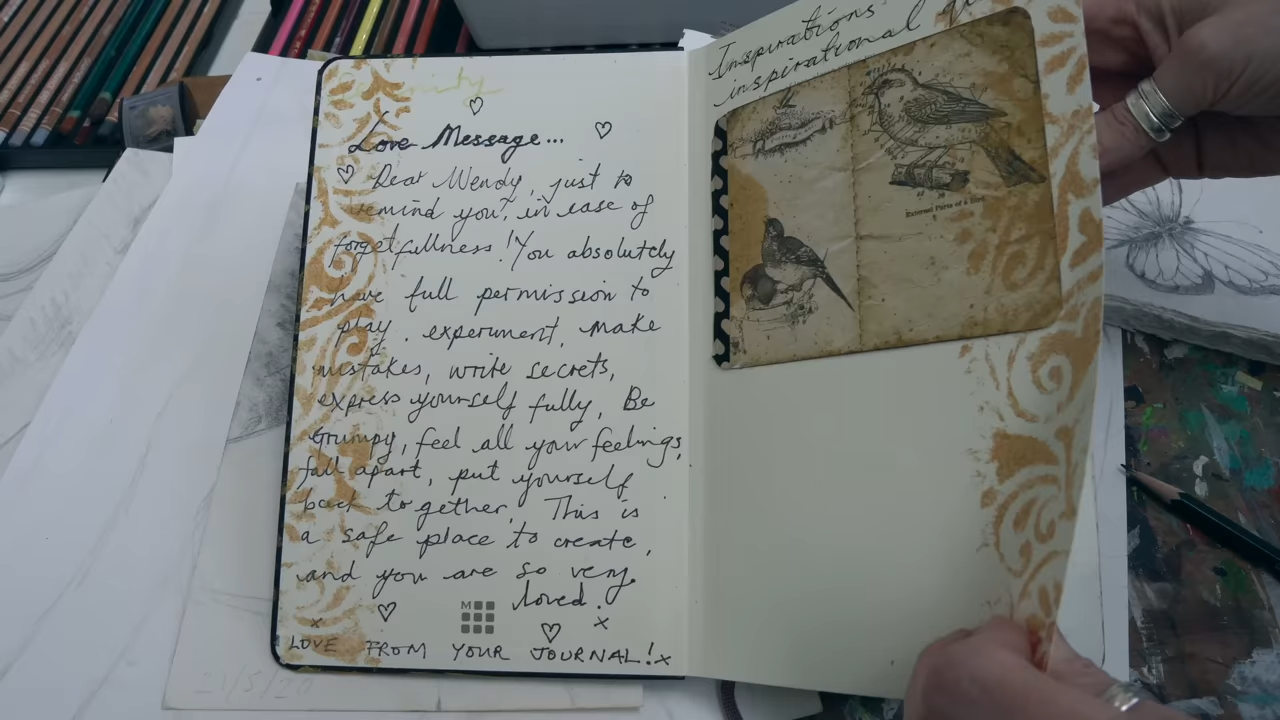 Love Message...
Dear Wendy, just to
remind you, in case of
forgetfullness! You absolutely
have full permission to
play, experiment, make
mistakes, write secrets,
express yourself fully, Be
Grumpy, feel all your feelings,
fall apart, put yourself
back together. This is
a safe place to create,
and you are so very
loved.
x x
LOVE FROM YOUR JOURNAL! x
M
Inspirations
inspirational
External Parts of a Bird.